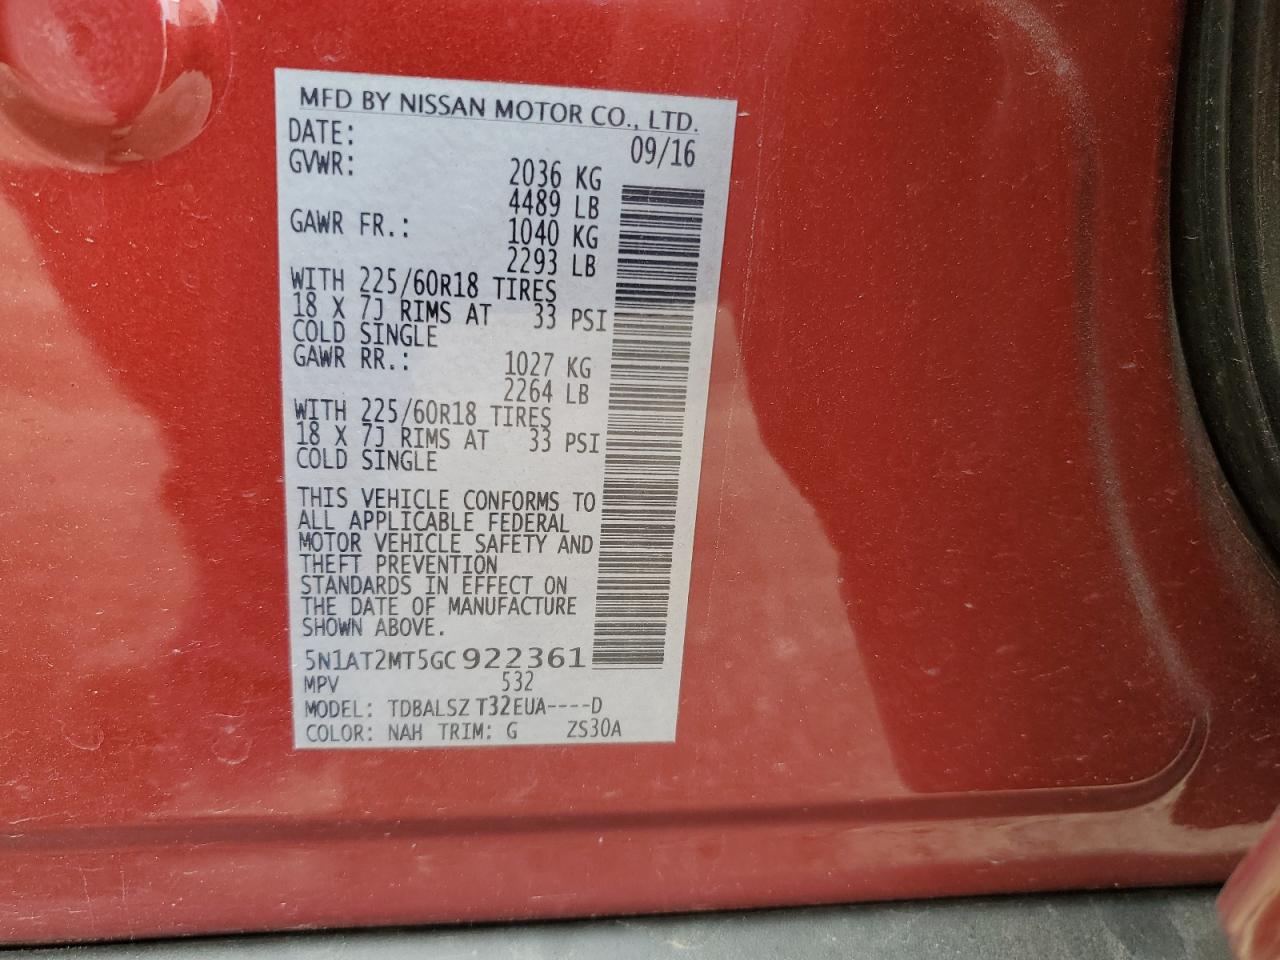 MFD BY NISSAN MOTOR CO., LTD.
DATE: 09/16
GVWR: 2036 KG
4489 LB
GAWR FR.: 1040 KG
2293 LB
WITH 225/60R18 TIRES
18 X 7J RIMS AT 33 PSI
COLD SINGLE
GAWR RR.: 1027 KG
2264 LB
WITH 225/60R18 TIRES
18 X 7J RIMS AT 33 PSI
COLD SINGLE
THIS VEHICLE CONFORMS TO
ALL APPLICABLE FEDERAL
MOTOR VEHICLE SAFETY AND
THEFT PREVENTION
STANDARDS IN EFFECT ON
THE DATE OF MANUFACTURE
SHOWN ABOVE.
5N1AT2MT5GC922361
MPV 532
MODEL: TDBALSZ T32EUA----D
COLOR: NAH TRIM: G ZS30A